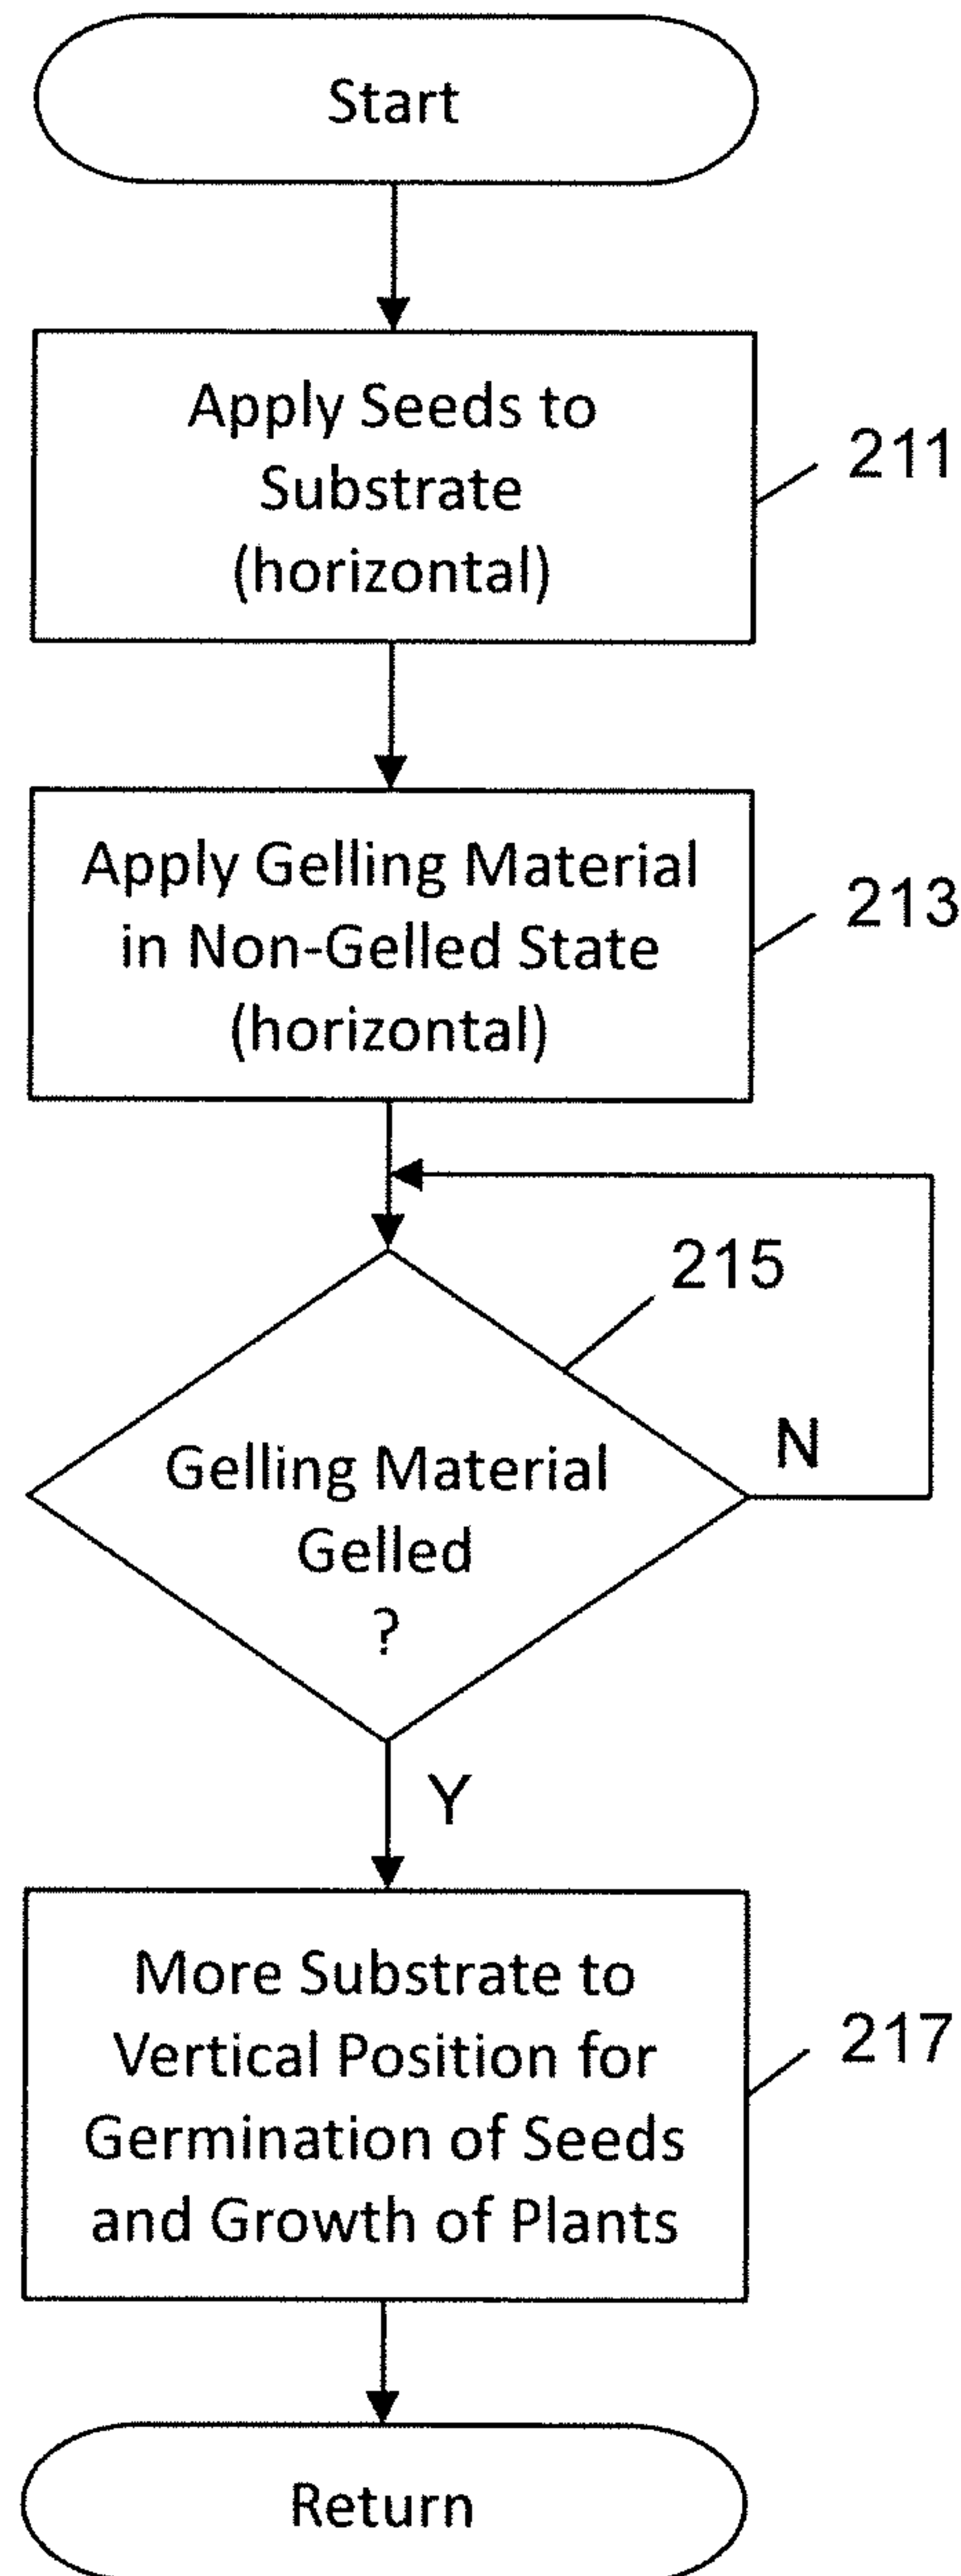 Start
Apply Seeds to
Substrate
(horizontal)
211
Apply Gelling Material
in Non-Gelled State
(horizontal)
213
215
Gelling Material
Gelled
?
N
Y
More Substrate to
Vertical Position for
Germination of Seeds
and Growth of Plants
217
Return